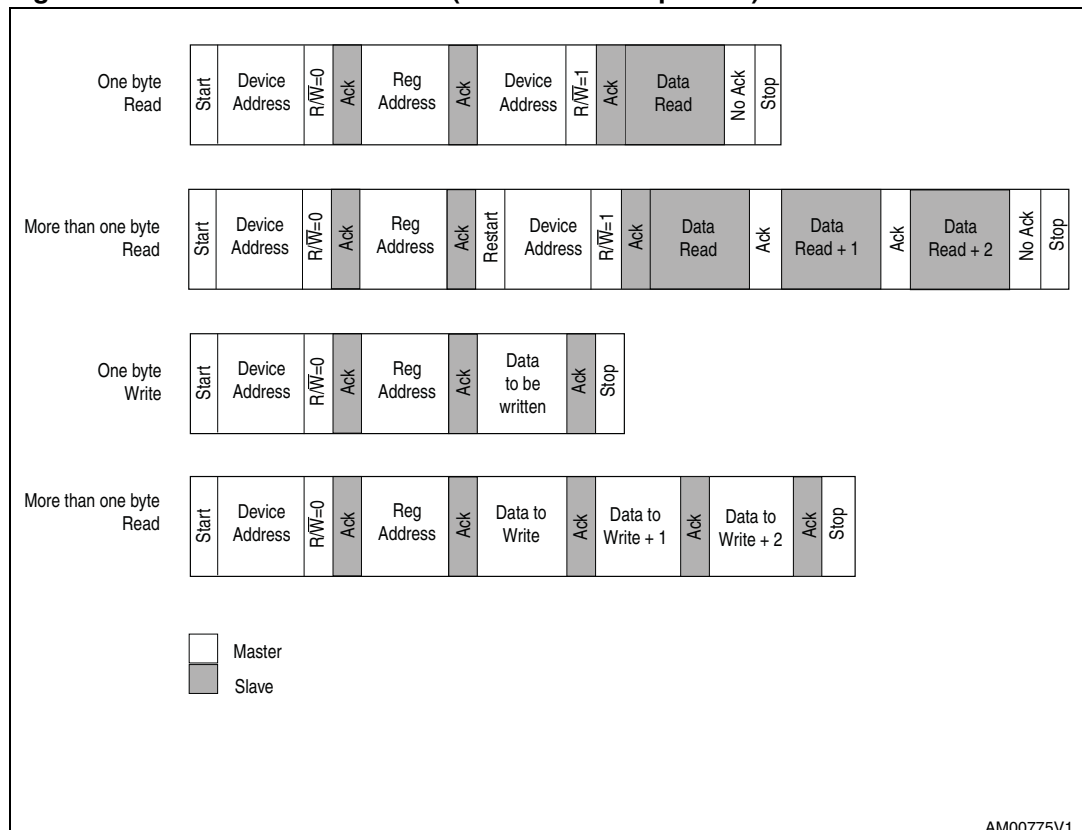 One byte
Read
Start
Device
Address
R/W̅=0
Ack
Reg
Address
Ack
Device
Address
R/W̅=1
Ack
Data
Read
No Ack
Stop
More than one byte
Read
Start
Device
Address
R/W̅=0
Ack
Reg
Address
Ack
Restart
Device
Address
R/W̅=1
Ack
Data
Read
Ack
Data
Read + 1
Ack
Data
Read + 2
No Ack
Stop
One byte
Write
Start
Device
Address
R/W̅=0
Ack
Reg
Address
Ack
Data
to be
written
Ack
Stop
More than one byte
Read
Start
Device
Address
R/W̅=0
Ack
Reg
Address
Ack
Data to
Write
Ack
Data to
Write + 1
Ack
Data to
Write + 2
Ack
Stop
Master
Slave
AM00775V1